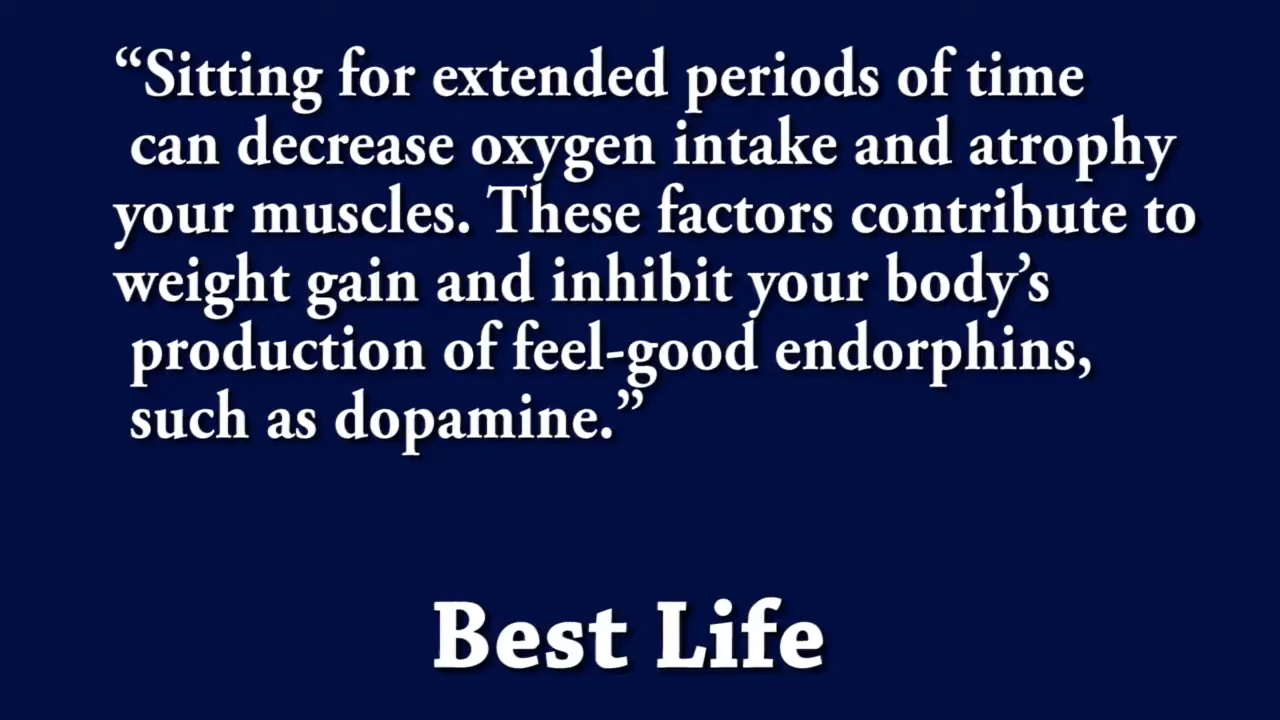 “Sitting for extended periods of time
can decrease oxygen intake and atrophy
your muscles. These factors contribute to
weight gain and inhibit your body’s
production of feel-good endorphins,
such as dopamine.”
Best Life